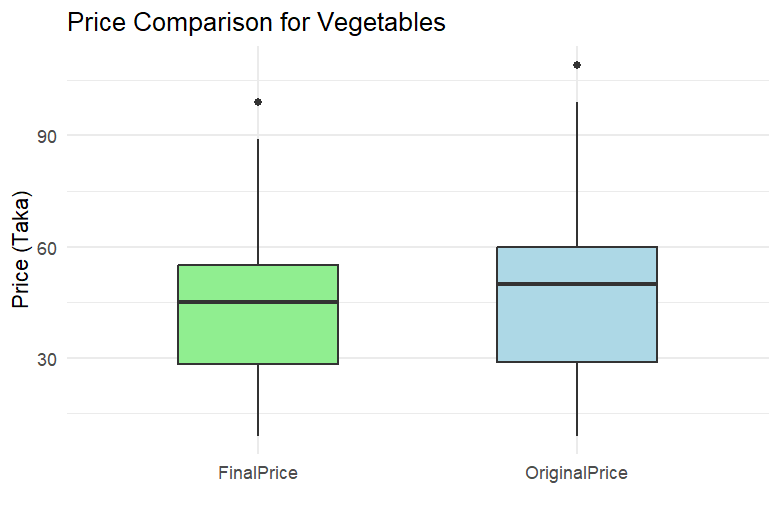 Price Comparison for Vegetables
Price (Taka)
90
60
30
FinalPrice
OriginalPrice